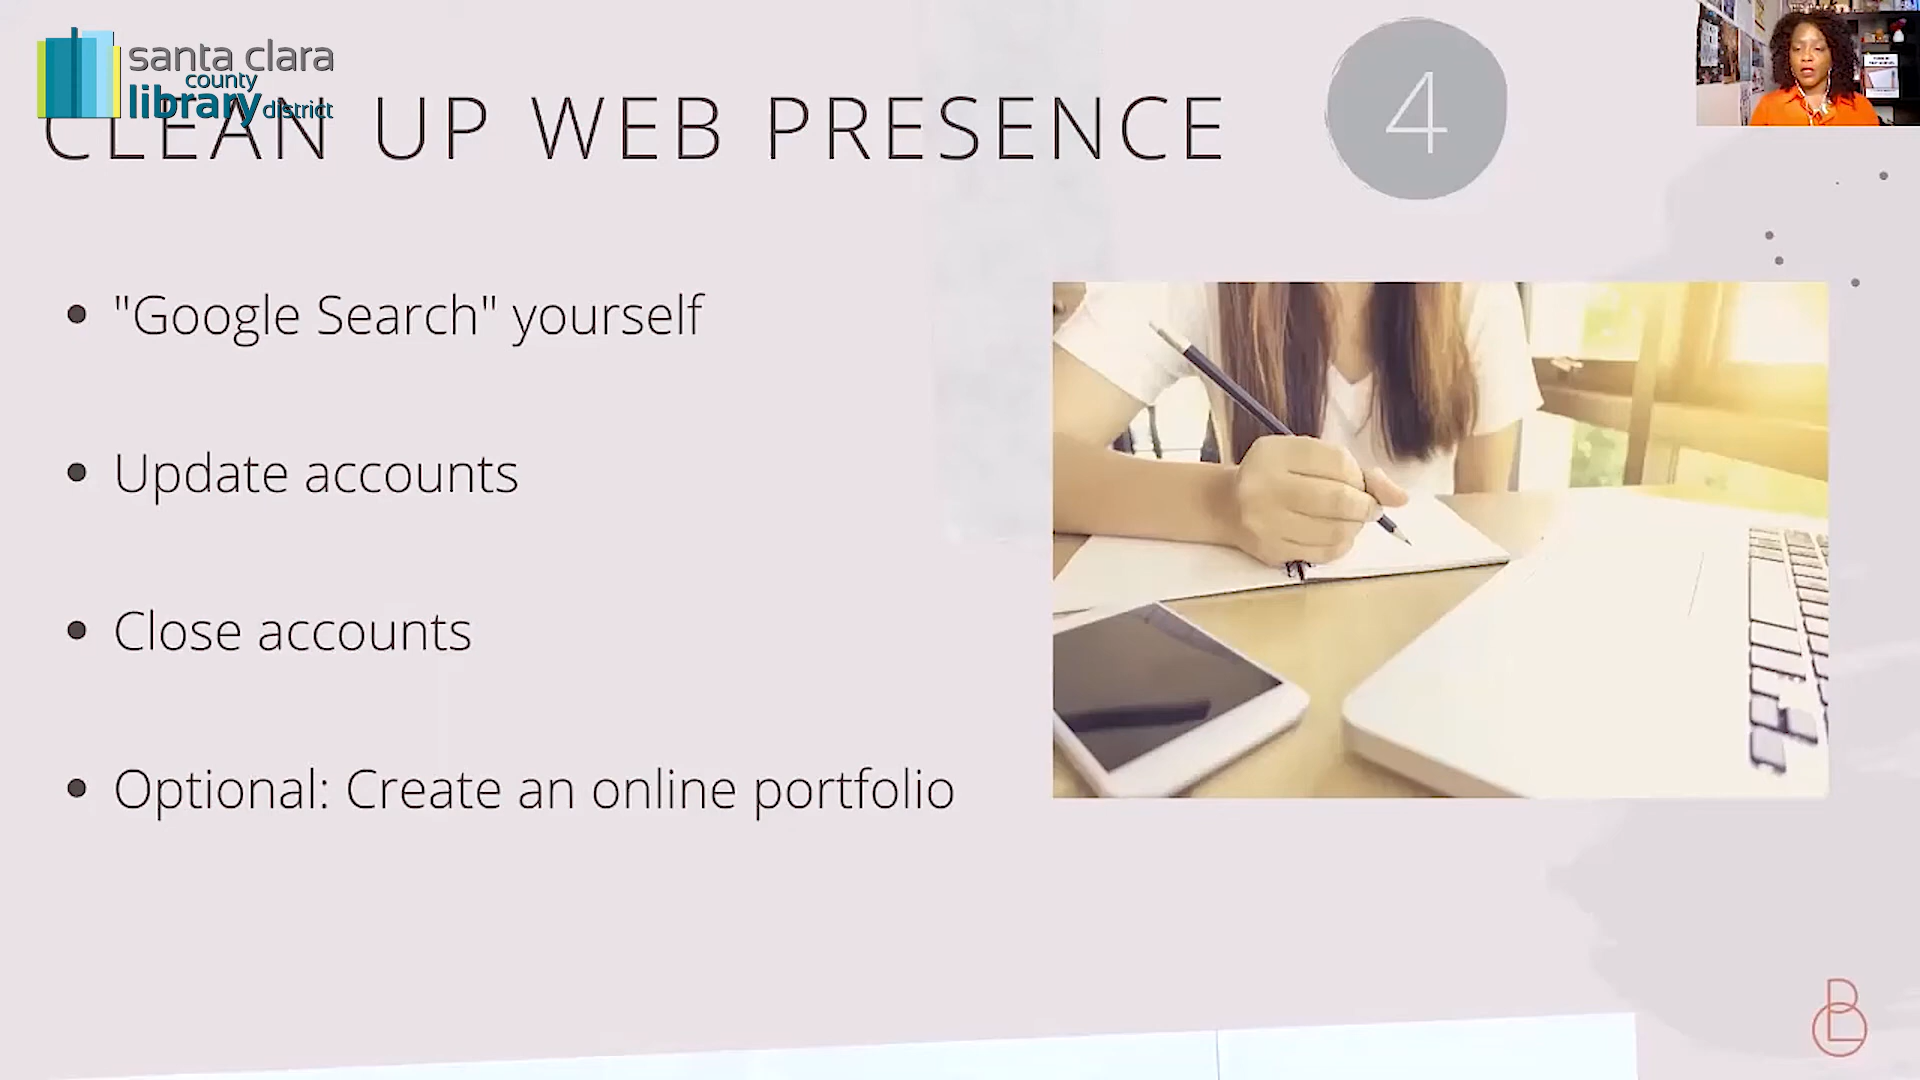 santa clara
county
library district
CLEAN UP WEB PRESENCE
4
• "Google Search" yourself
• Update accounts
• Close accounts
• Optional: Create an online portfolio